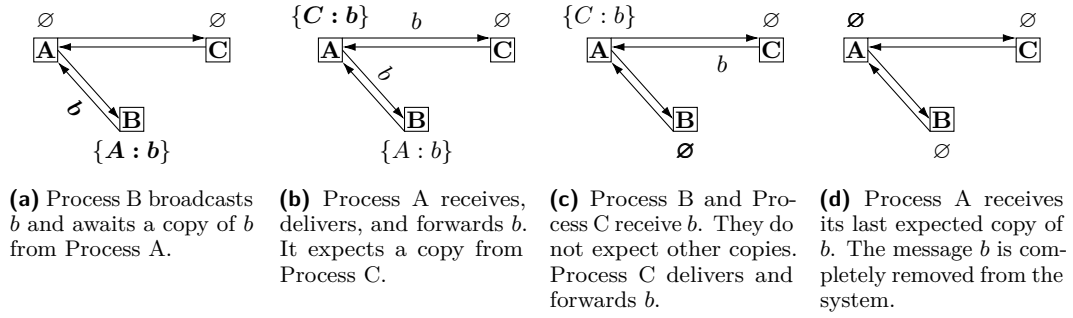 ∅ ∅
A C
b
B
{A : b}
(a) Process B broadcasts
b and awaits a copy of b
from Process A.
{C : b} b ∅
A C
b
B
{A : b}
(b) Process A receives,
delivers, and forwards b.
It expects a copy from
Process C.
{C : b} ∅
A C
b
B
∅
(c) Process B and Pro-
cess C receive b. They do
not expect other copies.
Process C delivers and
forwards b.
∅ ∅
A C
B
∅
(d) Process A receives
its last expected copy of
b. The message b is com-
pletely removed from the
system.